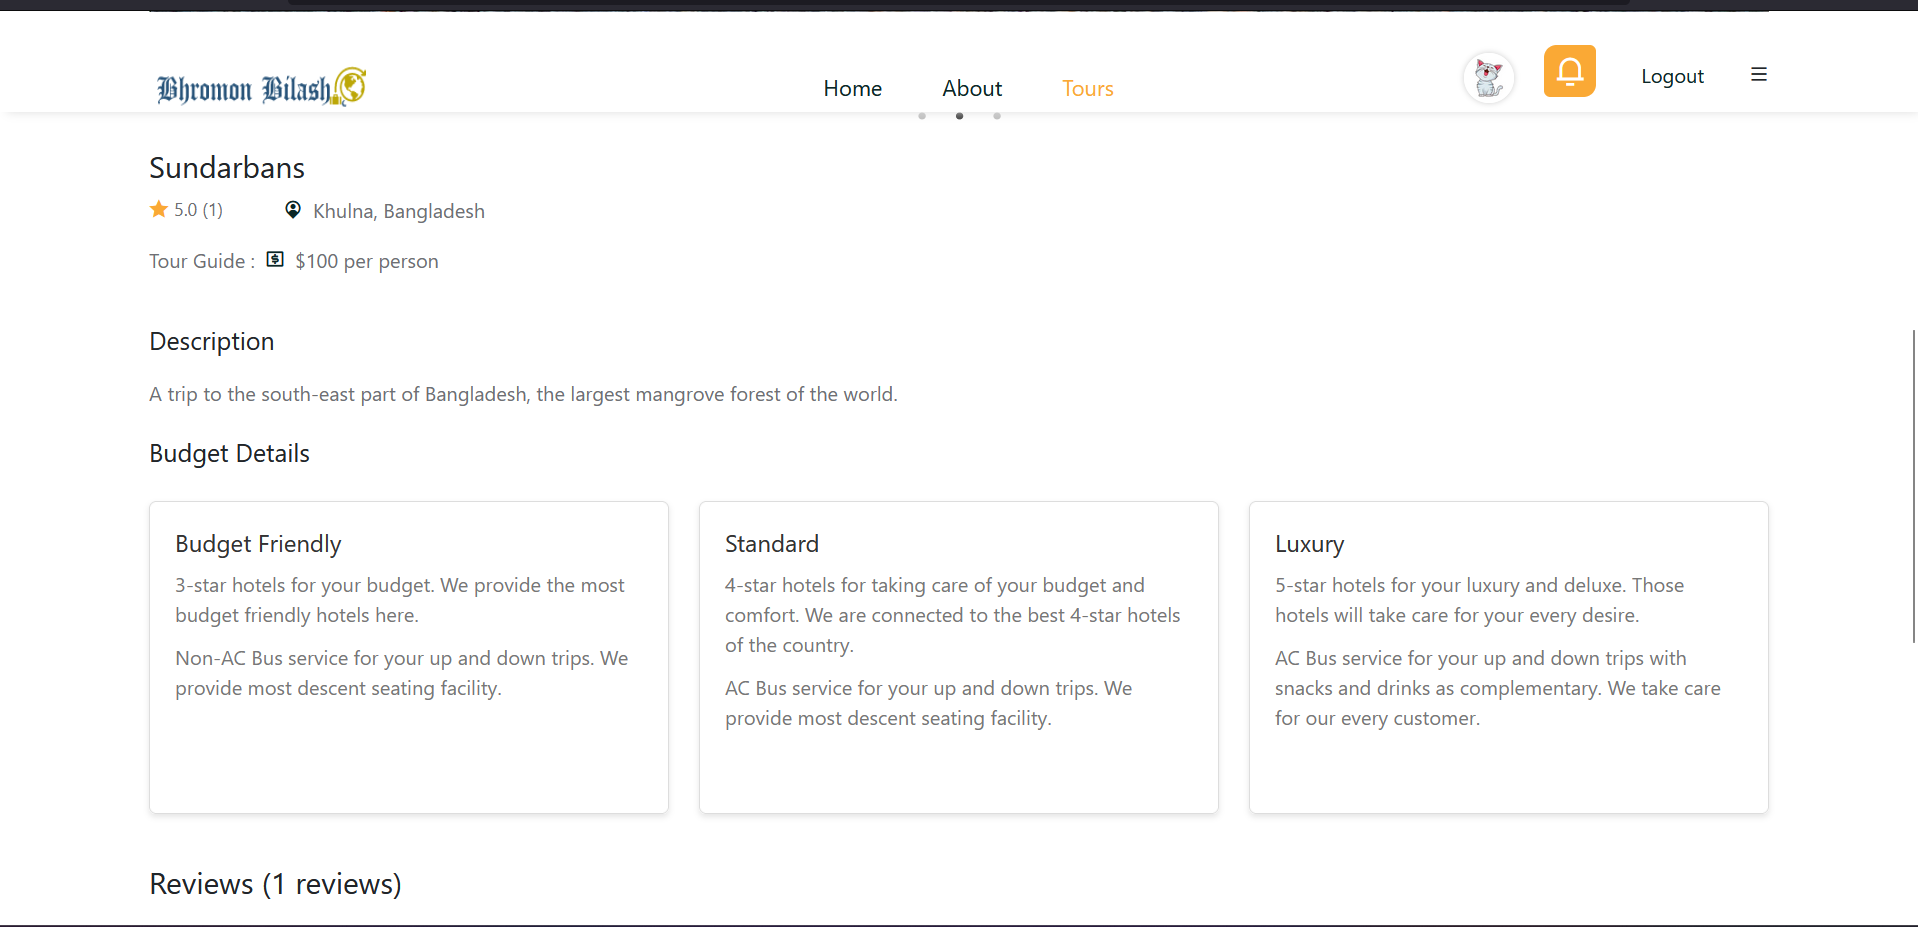 Bhromon Bilash
Home
About
Tours
Logout
Sundarbans
5.0 (1)
Khulna, Bangladesh
Tour Guide :
$100 per person
Description
A trip to the south-east part of Bangladesh, the largest mangrove forest of the world.
Budget Details
Budget Friendly
3-star hotels for your budget. We provide the most
budget friendly hotels here.
Non-AC Bus service for your up and down trips. We
provide most descent seating facility.
Standard
4-star hotels for taking care of your budget and
comfort. We are connected to the best 4-star hotels
of the country.
AC Bus service for your up and down trips. We
provide most descent seating facility.
Luxury
5-star hotels for your luxury and deluxe. Those
hotels will take care for your every desire.
AC Bus service for your up and down trips with
snacks and drinks as complementary. We take care
for our every customer.
Reviews (1 reviews)